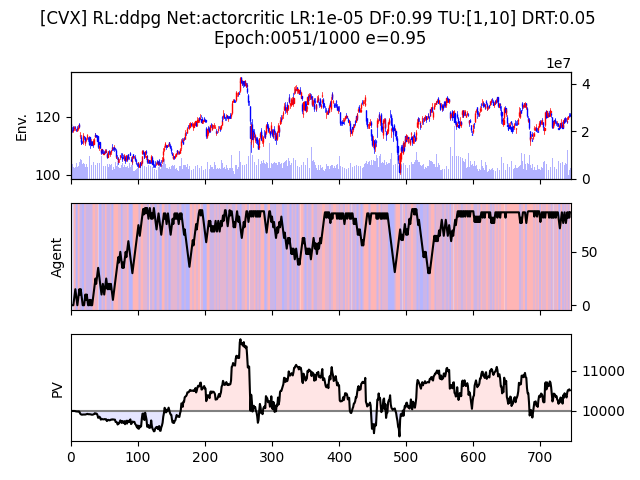 [CVX] RL:ddpg Net:actorcritic LR:1e-05 DF:0.99 TU:[1,10] DRT:0.05
Epoch:0051/1000 e=0.95
1e7
Env.
120
100
4
2
0
Agent
50
0
PV
11000
10000
0 100 200 300 400 500 600 700